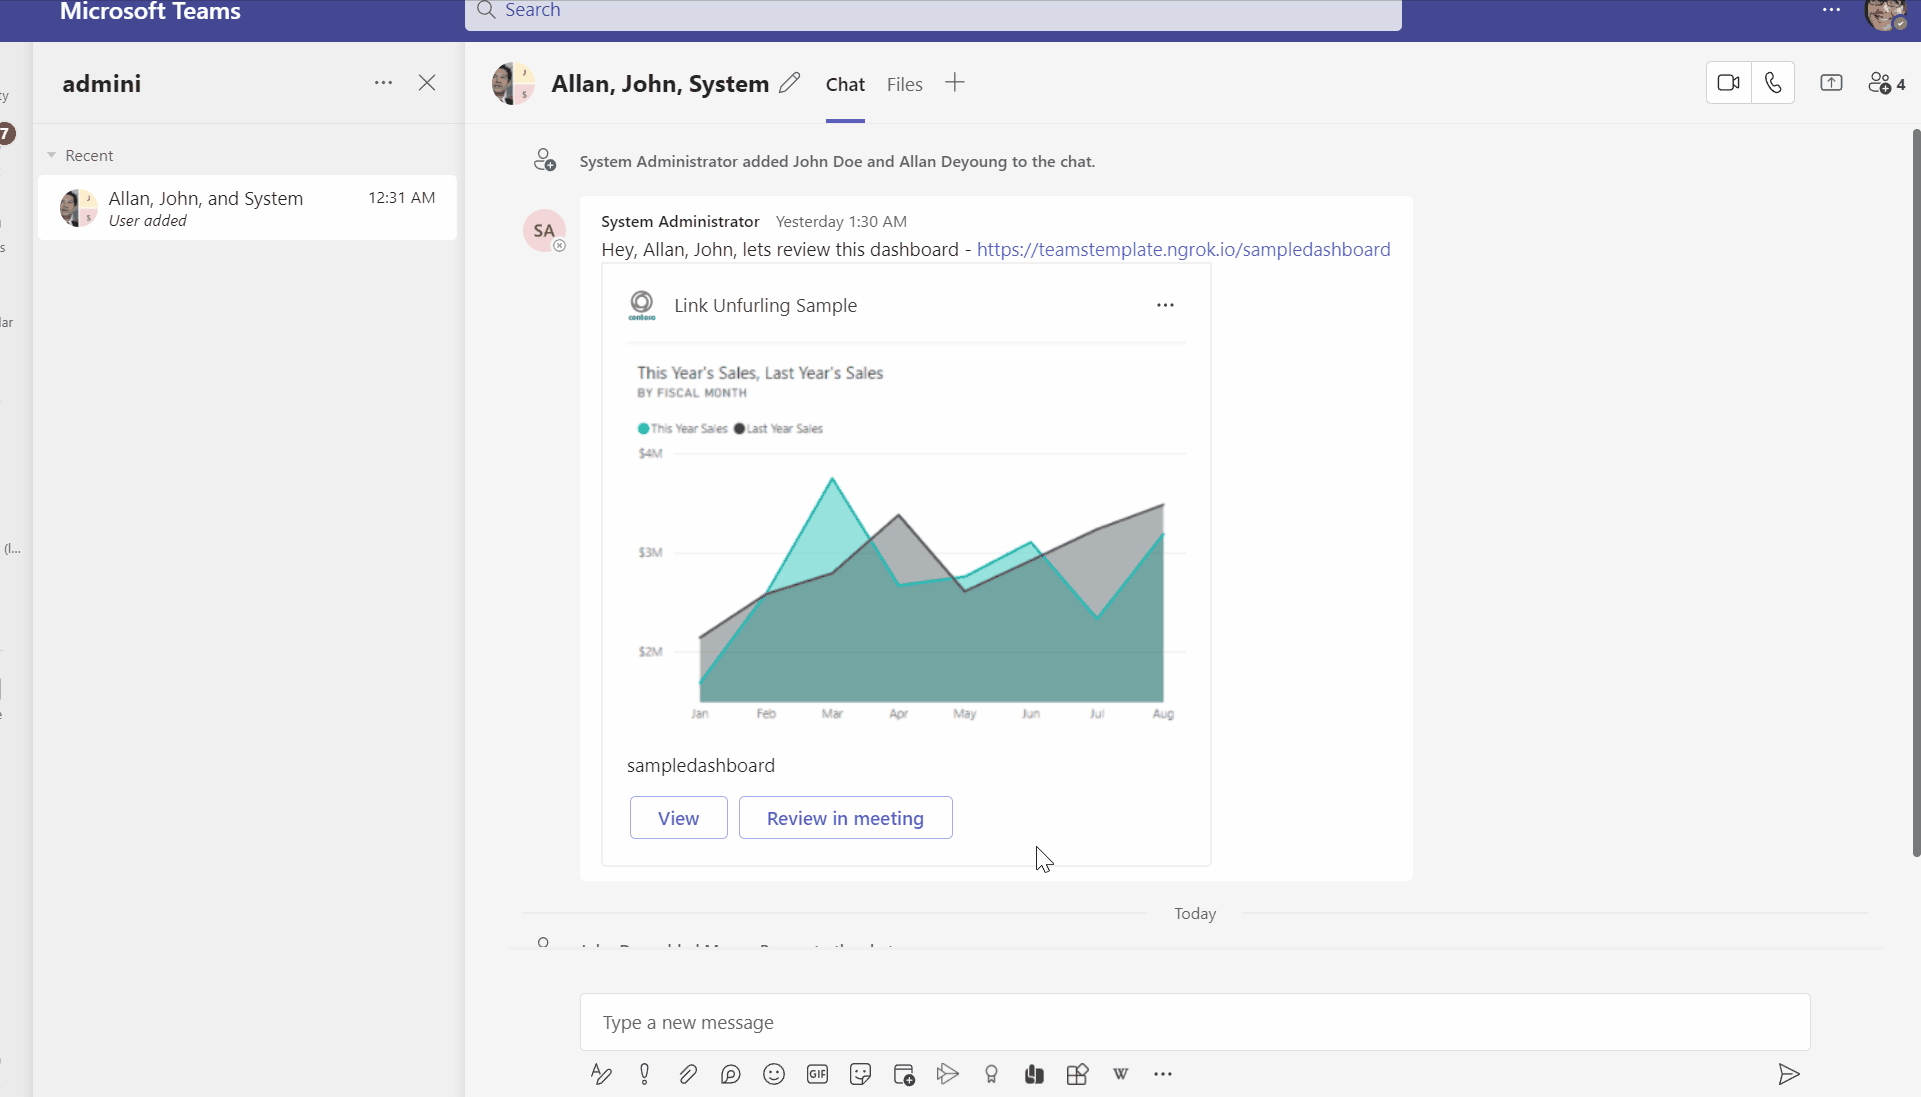 Microsoft Teams
Search
admini
Recent
Allan, John, and System
12:31 AM
User added
7
ty
s
(l...
Allan, John, System
Chat
Files
4
System Administrator added John Doe and Allan Deyoung to the chat.
SA
System Administrator Yesterday 1:30 AM
Hey, Allan, John, lets review this dashboard - https://teamstemplate.ngrok.io/sampledashboard
contoso
Link Unfurling Sample
This Year's Sales, Last Year's Sales
BY FISCAL MONTH
This Year Sales Last Year Sales
$4M
$3M
$2M
Jan Feb Mar Apr May Jun Jul Aug
sampledashboard
View
Review in meeting
Today
Type a new message
GIF
W